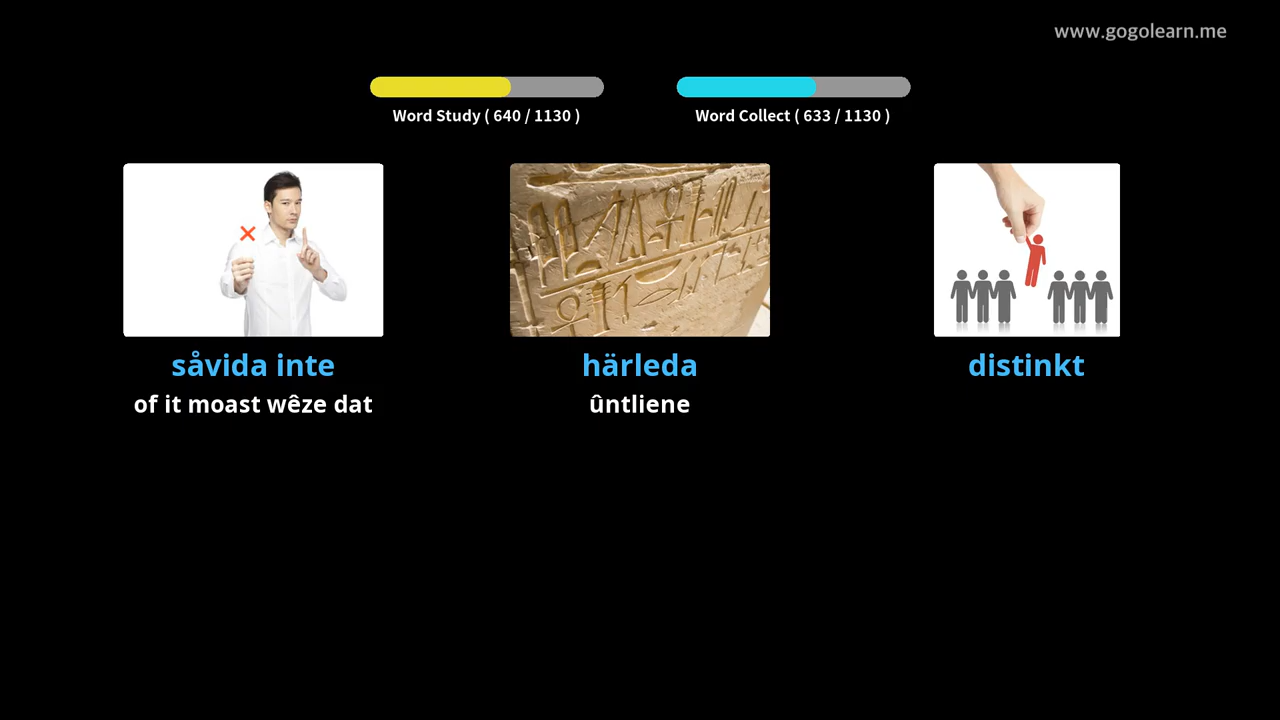 www.gogolearn.me
Word Study ( 640 / 1130 )
Word Collect ( 633 / 1130 )
såvida inte
härleda
distinkt
of it moast wêze dat
ûntliene